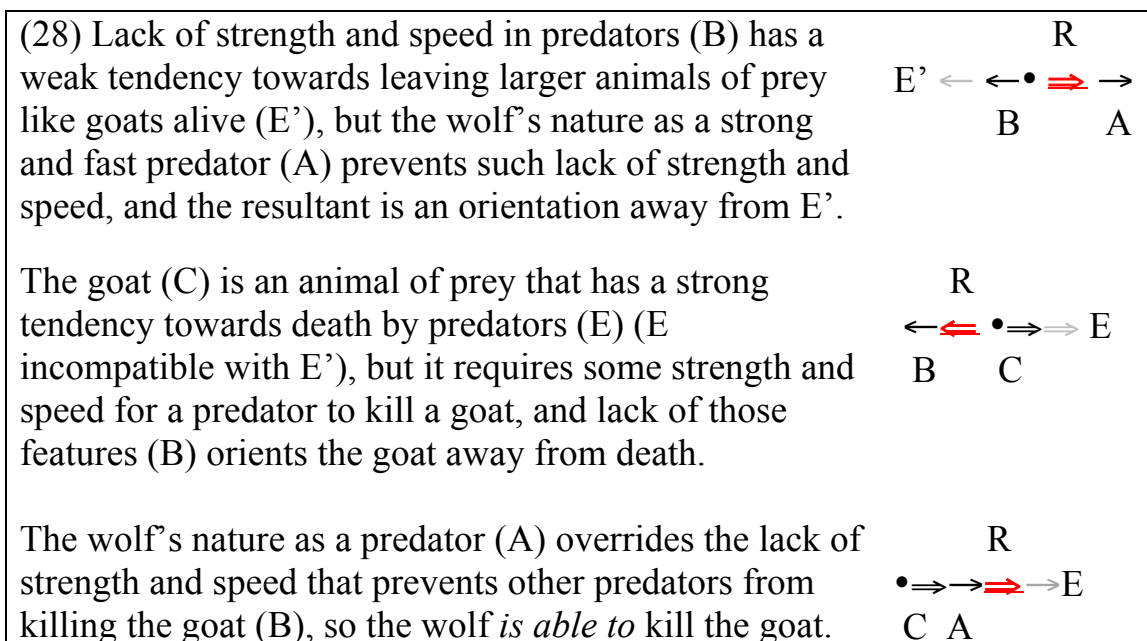 (28) Lack of strength and speed in predators (B) has a
weak tendency towards leaving larger animals of prey
like goats alive (E’), but the wolf’s nature as a strong
and fast predator (A) prevents such lack of strength and
speed, and the resultant is an orientation away from E’.
R
E’ ← ←• ⇒ →
B A
The goat (C) is an animal of prey that has a strong
tendency towards death by predators (E) (E
incompatible with E’), but it requires some strength and
speed for a predator to kill a goat, and lack of those
features (B) orients the goat away from death.
R
←⇐ •⇒→ E
B C
The wolf’s nature as a predator (A) overrides the lack of
strength and speed that prevents other predators from
killing the goat (B), so the wolf is able to kill the goat.
R
•⇒→⇒→E
C A